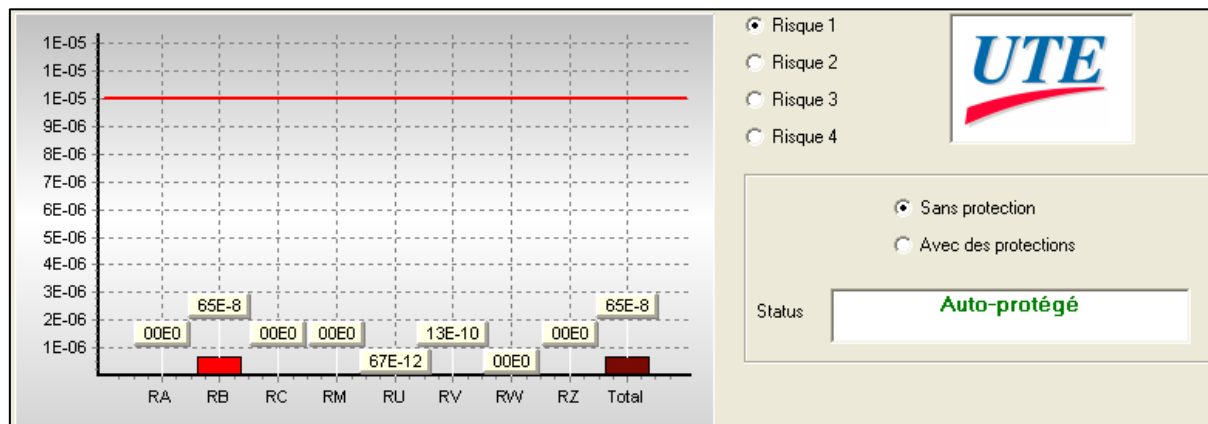 1E-05
1E-05
1E-05
9E-06
8E-06
7E-06
6E-06
5E-06
4E-06
3E-06
2E-06
1E-06
65E-8
65E-8
00E0
00E0
00E0
13E-10
00E0
67E-12
00E0
RA RB RC RM RU RV RW RZ Total
Risque 1
Risque 2
Risque 3
Risque 4
UTE
Sans protection
Avec des protections
Status
Auto-protégé